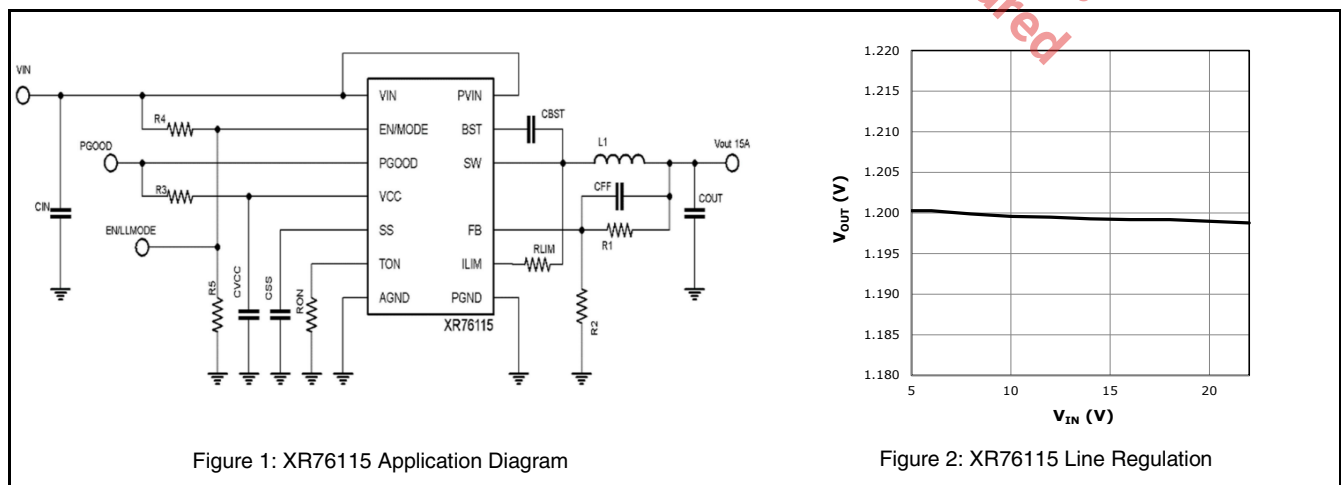 VIN
R4
PGOOD
R3
CIN
EN/LLMODE
R5
CVCC
CSS
RON
VIN
EN/MODE
PGOOD
VCC
SS
TON
AGND
PVIN
BST
SW
FB
ILIM
PGND
XR76115
CBST
L1
Vout 15A
CFF
COUT
R1
RLIM
R2
Figure 1: XR76115 Application Diagram
1.220
1.215
1.210
1.205
1.200
1.195
1.190
1.185
1.180
VOUT (V)
5 10 15 20
VIN (V)
Figure 2: XR76115 Line Regulation